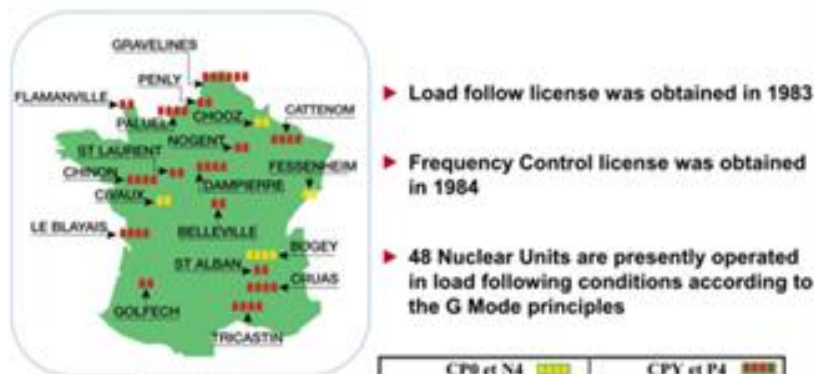 GRAVELINES
PENLY
FLAMANVILLE
PALUEL
CHOOZ
CATTENOM
NOGENT
ST LAURENT
FESSENHEIM
CHINON
DAMPIERRE
CIVAUX
LE BLAYAIS
BELLEVILLE
BUGEY
ST ALBAN
CRUAS
GOLFECH
TRICASTIN
Load follow license was obtained in 1983
Frequency Control license was obtained
in 1984
48 Nuclear Units are presently operated
in load following conditions according to
the G Mode principles
CP0 et N4
CPY et P4